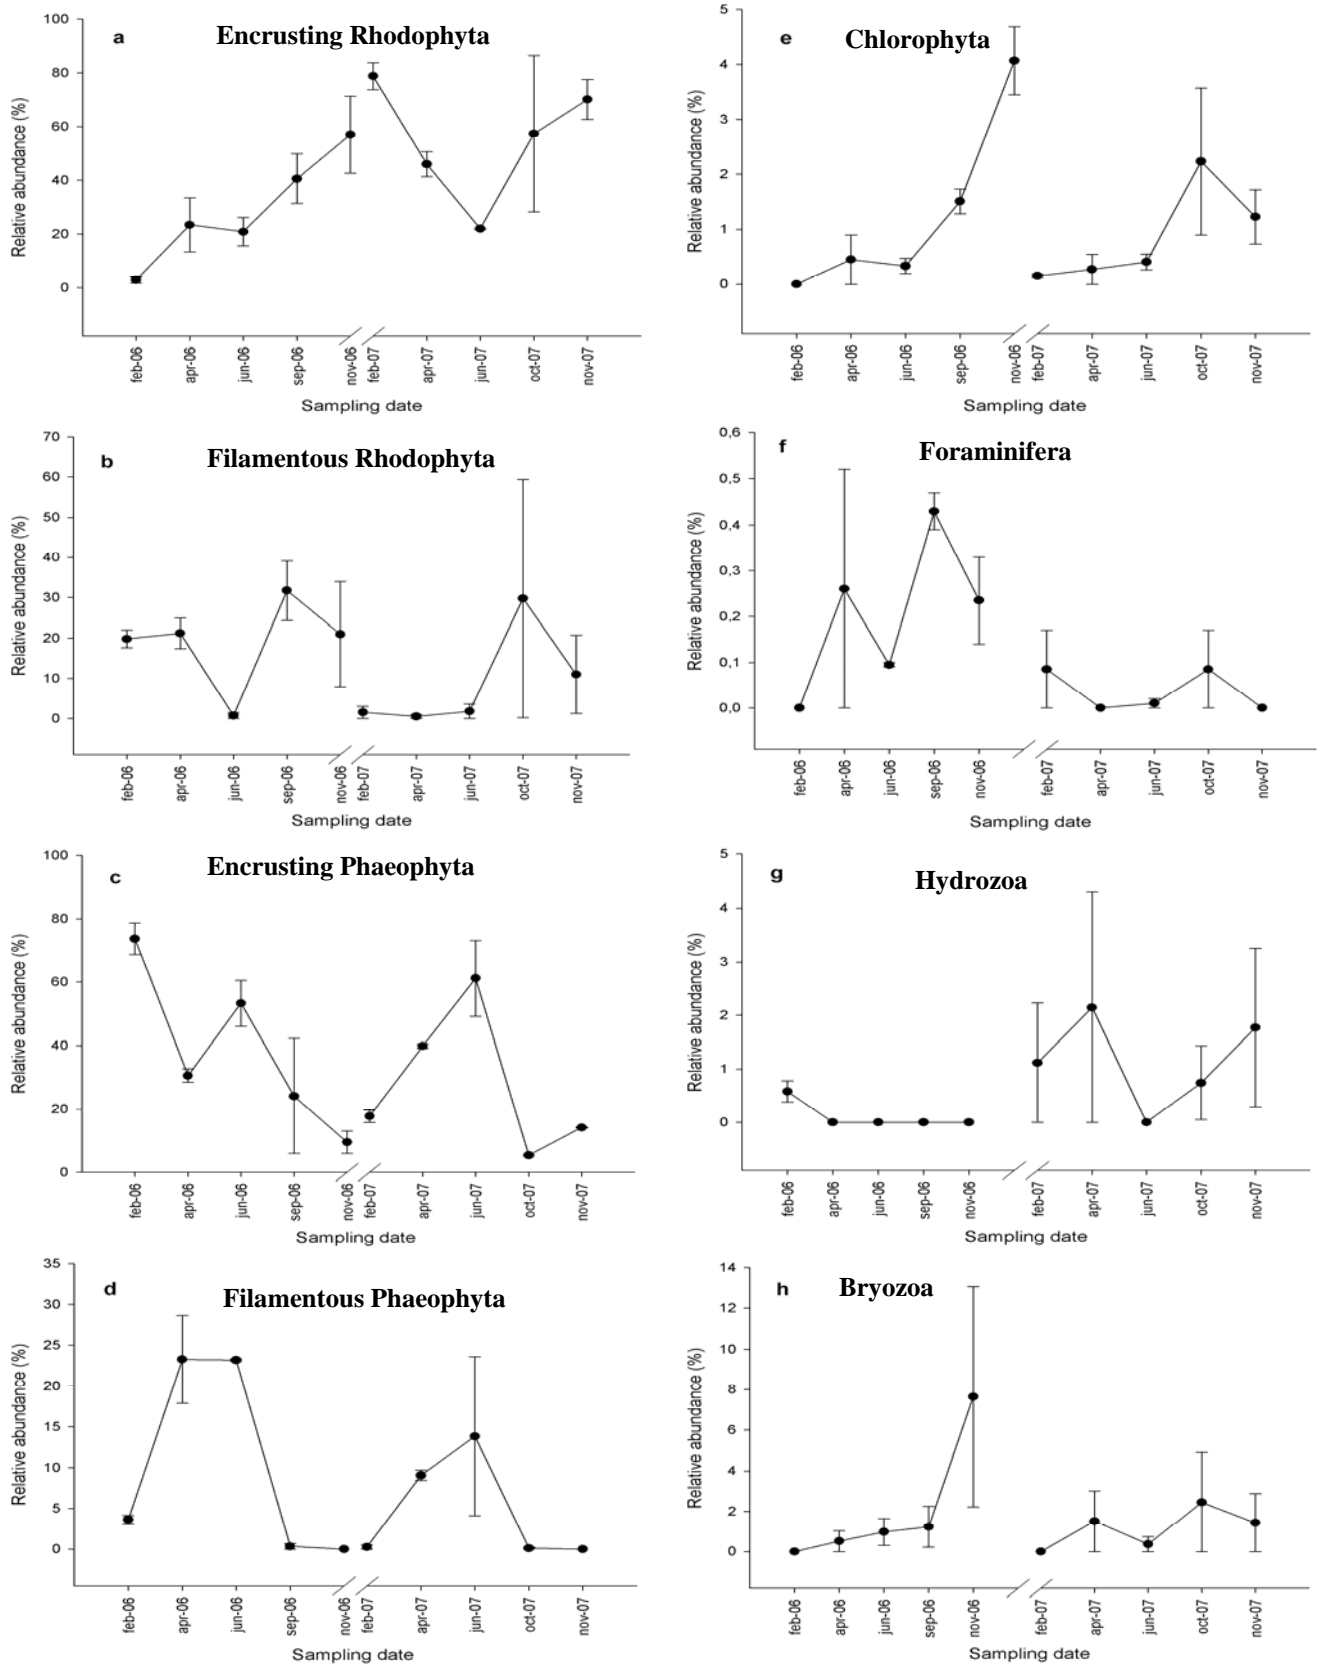 a Encrusting Rhodophyta
Relative abundance (%)
100
80
60
40
20
0
feb-06 apr-06 jun-06 sep-06 nov-06 feb-07 apr-07 jun-07 oct-07 nov-07
Sampling date
b Filamentous Rhodophyta
Relative abundance (%)
70
60
50
40
30
20
10
0
feb-06 apr-06 jun-06 sep-06 nov-06 feb-07 apr-07 jun-07 oct-07 nov-07
Sampling date
c Encrusting Phaeophyta
Relative abundance (%)
100
80
60
40
20
0
feb-06 apr-06 jun-06 sep-06 nov-06 feb-07 apr-07 jun-07 oct-07 nov-07
Sampling date
d Filamentous Phaeophyta
Relative abundance (%)
35
30
25
20
15
10
5
0
feb-06 apr-06 jun-06 sep-06 nov-06 feb-07 apr-07 jun-07 oct-07 nov-07
Sampling date
e Chlorophyta
Relative abundance (%)
5
4
3
2
1
0
feb-06 apr-06 jun-06 sep-06 nov-06 feb-07 apr-07 jun-07 oct-07 nov-07
Sampling date
f Foraminifera
Relative abundance (%)
0,6
0,5
0,4
0,3
0,2
0,1
0,0
feb-06 apr-06 jun-06 sep-06 nov-06 feb-07 apr-07 jun-07 oct-07 nov-07
Sampling date
g Hydrozoa
Relative abundance (%)
5
4
3
2
1
0
feb-06 apr-06 jun-06 sep-06 nov-06 feb-07 apr-07 jun-07 oct-07 nov-07
Sampling date
h Bryozoa
Relative abundance (%)
14
12
10
8
6
4
2
0
feb-06 apr-06 jun-06 sep-06 nov-06 feb-07 apr-07 jun-07 oct-07 nov-07
Sampling date